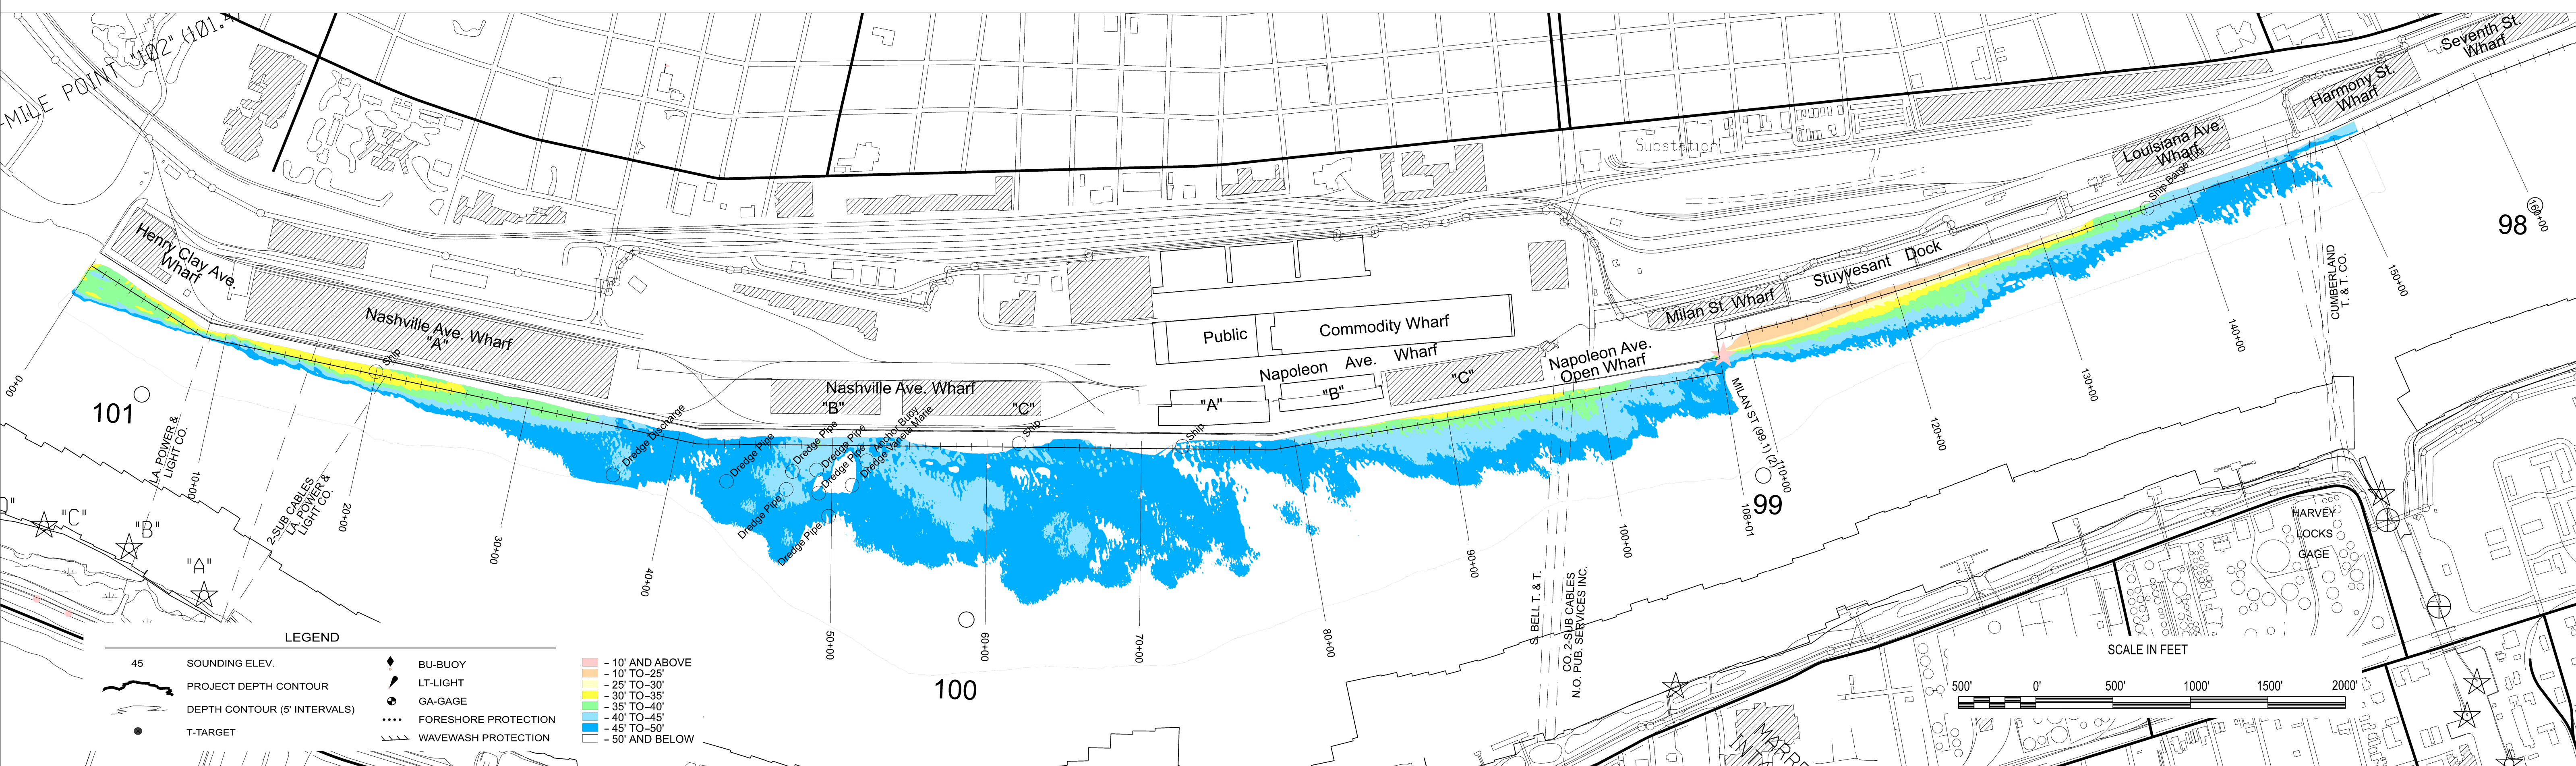 -MILE POINT "102" (101.4)
Seventh St.
Wharf
Harmony St.
Wharf
Louisiana Ave.
Wharf
Ship Barge Tug
Substation
Henry Clay Ave.
Wharf
Nashville Ave. Wharf
"A"
Ship
Public
Commodity Wharf
Napoleon Ave. Wharf
"A"
"B"
"C"
Nashville Ave. Wharf
"B"
"C"
Napoleon Ave.
Open Wharf
Milan St. Wharf
Stuyvesant Dock
98
99
100
101
0+00
10+00
20+00
30+00
40+00
50+00
60+00
70+00
80+00
90+00
100+00
108+01
110+00
120+00
130+00
140+00
150+00
160+00
LA. POWER &
LIGHT CO.
2-SUB CABLES
LA. POWER &
LIGHT CO.
Dredge Discharge
Dredge Pipe
Dredge Pipe
Dredge Pipe
Dredge Pipe
Anchor Buoy
Dredge Vaneta Marie
Dredge Pipe
Dredge Pipe
Ship
Ship
MILAN ST (99.1) (2)
S. BELL T. & T.
CO. 2-SUB CABLES
N.O. PUB. SERVICES INC.
CUMBERLAND
T. & T. CO.
HARVEY
LOCKS
GAGE
"C"
"B"
"A"
LEGEND
45 SOUNDING ELEV.
PROJECT DEPTH CONTOUR
DEPTH CONTOUR (5' INTERVALS)
T-TARGET
BU-BUOY
LT-LIGHT
GA-GAGE
FORESHORE PROTECTION
WAVEWASH PROTECTION
– 10' AND ABOVE
– 10' TO–25'
– 25' TO–30'
– 30' TO–35'
– 35' TO–40'
– 40' TO–45'
– 45' TO–50'
– 50' AND BELOW
SCALE IN FEET
500' 0' 500' 1000' 1500' 2000'